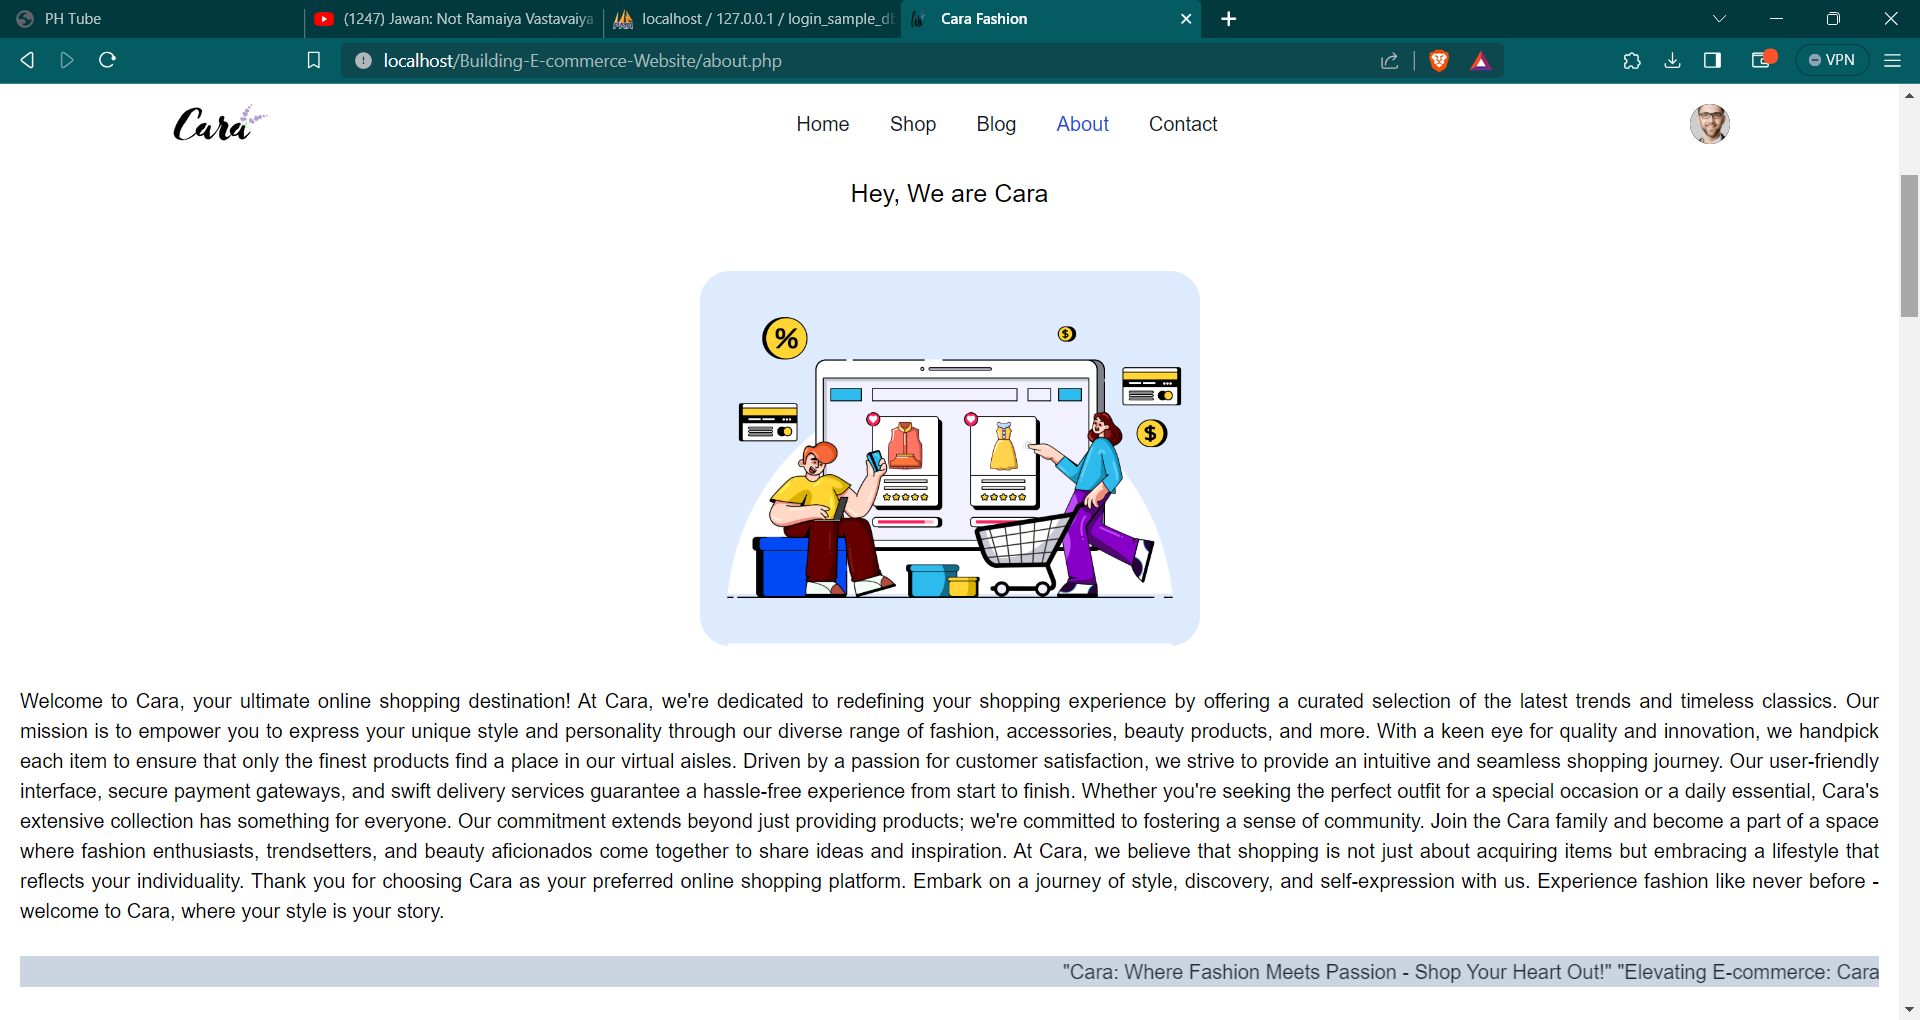 PH Tube
(1247) Jawan: Not Ramaiya Vastavaiya
localhost / 127.0.0.1 / login_sample_db
Cara Fashion
localhost/Building-E-commerce-Website/about.php
VPN
Cara
Home Shop Blog About Contact
Hey, We are Cara
%
$
$
Welcome to Cara, your ultimate online shopping destination! At Cara, we're dedicated to redefining your shopping experience by offering a curated selection of the latest trends and timeless classics. Our
mission is to empower you to express your unique style and personality through our diverse range of fashion, accessories, beauty products, and more. With a keen eye for quality and innovation, we handpick
each item to ensure that only the finest products find a place in our virtual aisles. Driven by a passion for customer satisfaction, we strive to provide an intuitive and seamless shopping journey. Our user-friendly
interface, secure payment gateways, and swift delivery services guarantee a hassle-free experience from start to finish. Whether you're seeking the perfect outfit for a special occasion or a daily essential, Cara's
extensive collection has something for everyone. Our commitment extends beyond just providing products; we're committed to fostering a sense of community. Join the Cara family and become a part of a space
where fashion enthusiasts, trendsetters, and beauty aficionados come together to share ideas and inspiration. At Cara, we believe that shopping is not just about acquiring items but embracing a lifestyle that
reflects your individuality. Thank you for choosing Cara as your preferred online shopping platform. Embark on a journey of style, discovery, and self-expression with us. Experience fashion like never before -
welcome to Cara, where your style is your story.
"Cara: Where Fashion Meets Passion - Shop Your Heart Out!" "Elevating E-commerce: Cara